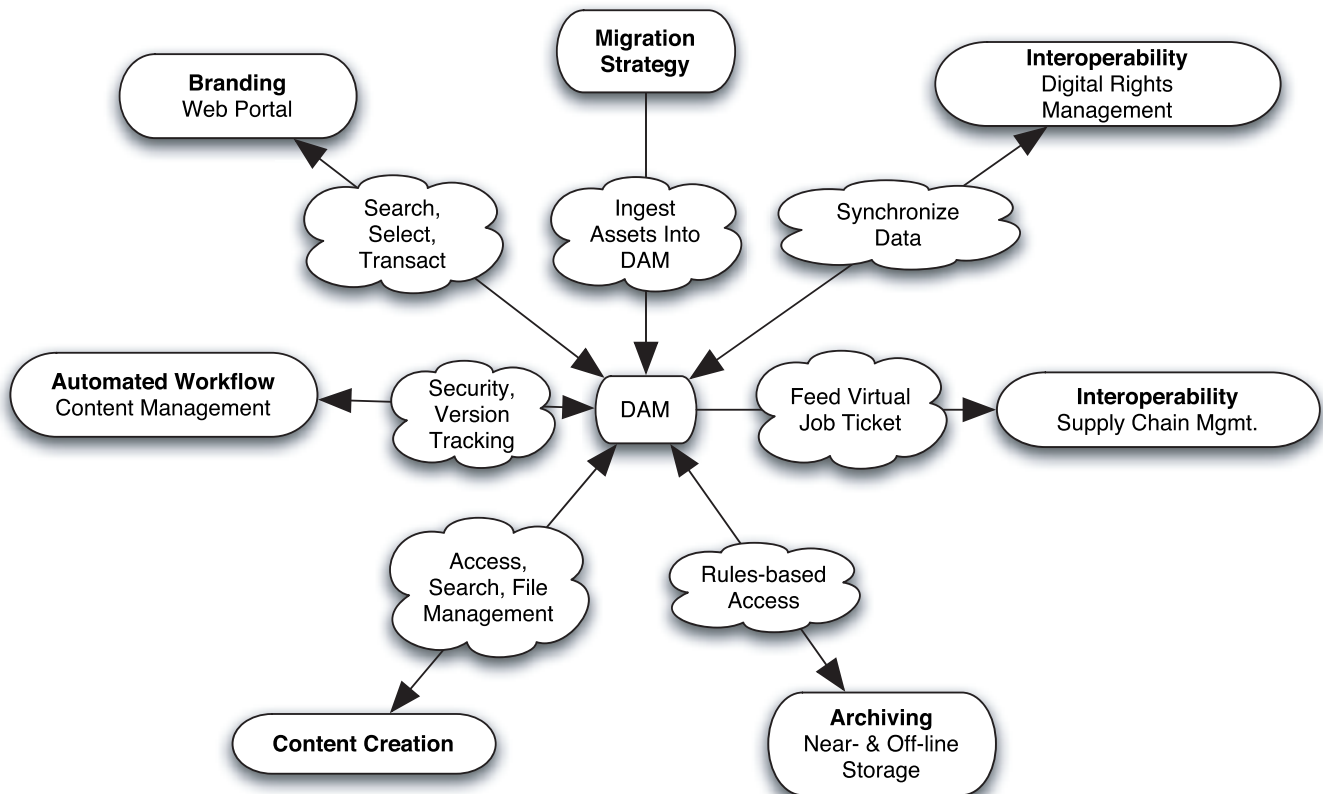 Migration
Strategy
Branding
Web Portal
Interoperability
Digital Rights
Management
Search,
Select,
Transact
Ingest
Assets Into
DAM
Synchronize
Data
Automated Workflow
Content Management
Security,
Version
Tracking
DAM
Feed Virtual
Job Ticket
Interoperability
Supply Chain Mgmt.
Access,
Search, File
Management
Rules-based
Access
Content Creation
Archiving
Near- & Off-line
Storage